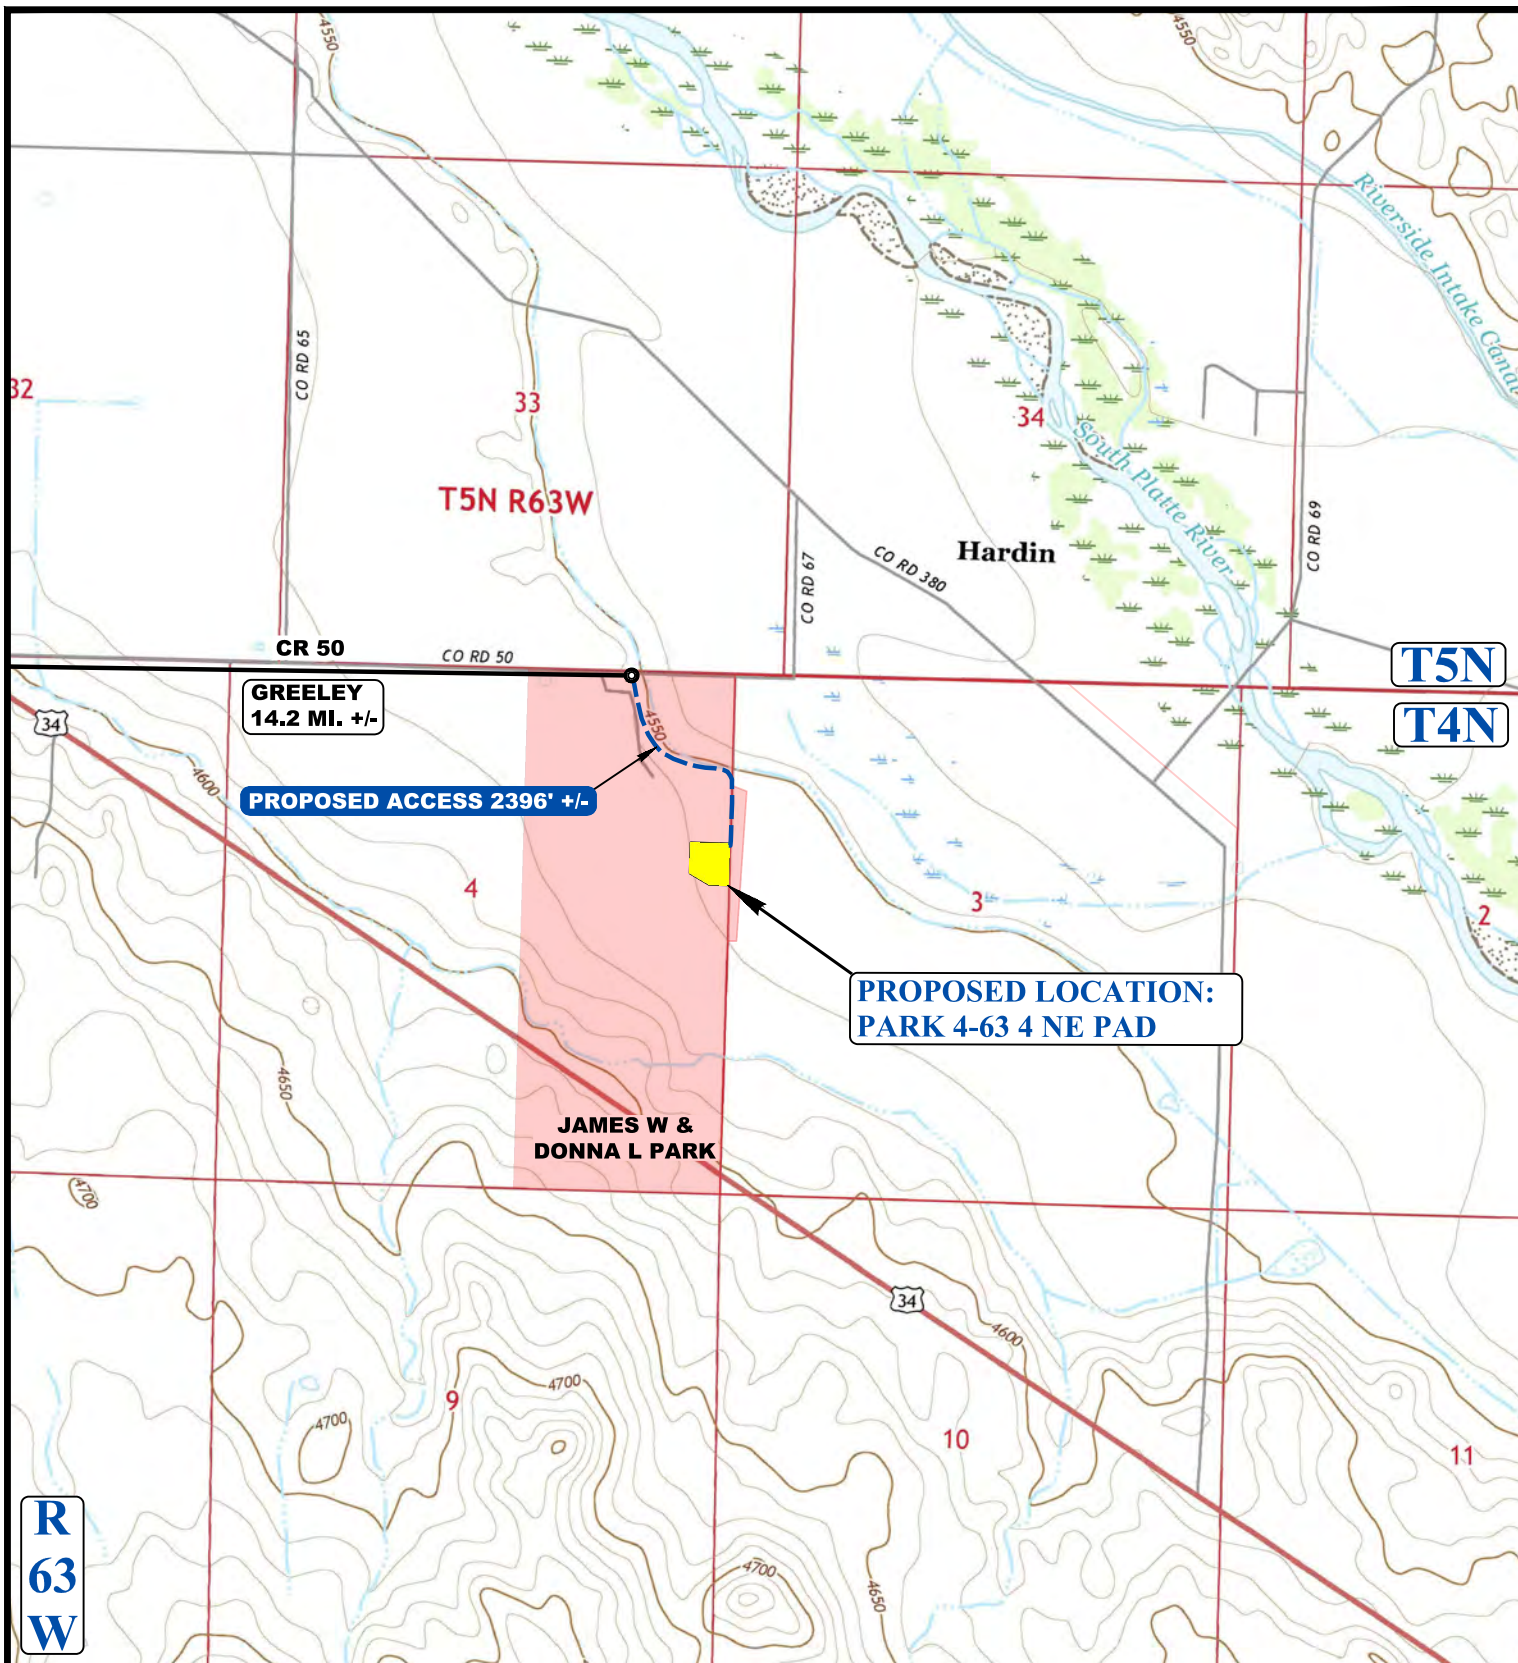 4550
4550
Riverside Intake Canal
CO RD 65
32
33
34
T5N R63W
South Platte River
CO RD 69
Hardin
CO RD 380
CO RD 67
CR 50
CO RD 50
T5N
GREELEY
14.2 MI. +/-
T4N
34
4550
4600
PROPOSED ACCESS 2396' +/-
4
3
2
PROPOSED LOCATION:
PARK 4-63 4 NE PAD
4650
JAMES W &
DONNA L PARK
4700
34
4600
4700
9
4700
10
11
R
63
W
4700
4650